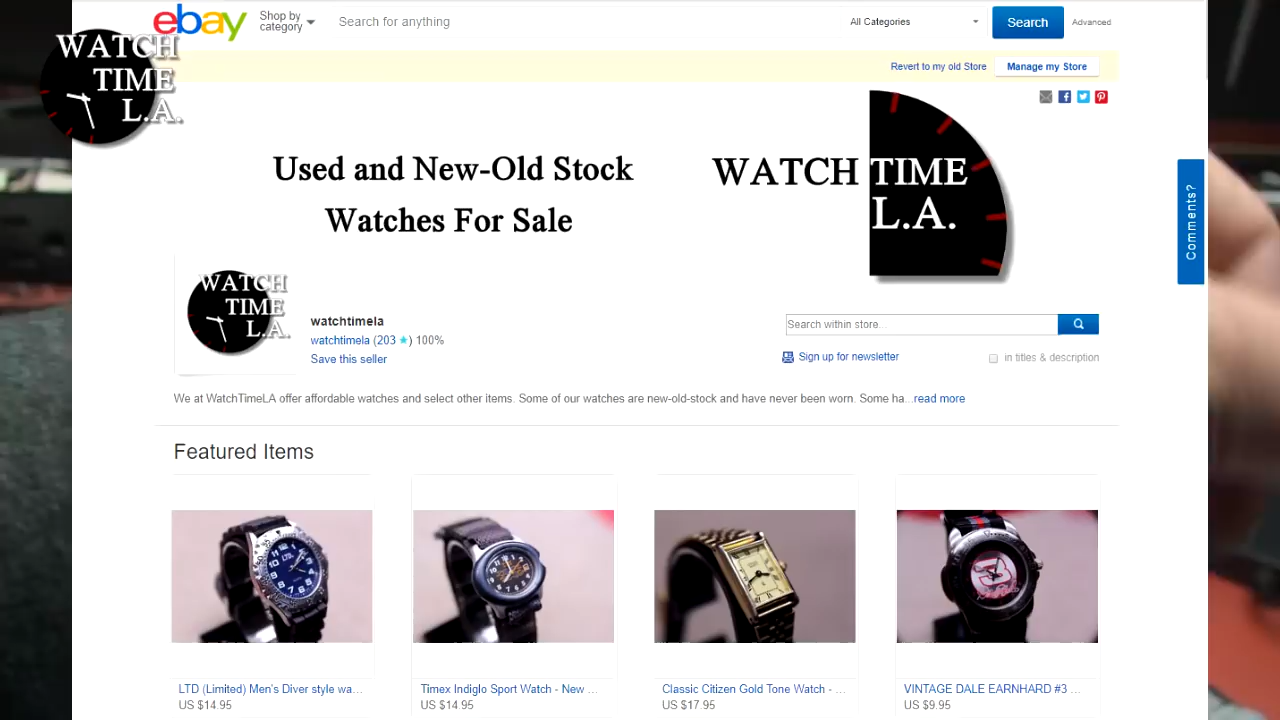 ebay
Shop by
category
Search for anything
All Categories
Search
Advanced
WATCH
TIME
L.A.
Revert to my old Store
Manage my Store
Used and New-Old Stock
Watches For Sale
WATCH TIME
L.A.
Comments?
WATCH
TIME
L.A.
watchtimela
watchtimela (203 ★) 100%
Save this seller
Search within store...
Sign up for newsletter
in titles & description
We at WatchTimeLA offer affordable watches and select other items. Some of our watches are new-old-stock and have never been worn. Some ha...read more
Featured Items
LTD
3
LTD (Limited) Men's Diver style wa...
US $14.95
Timex Indiglo Sport Watch - New ...
US $14.95
Classic Citizen Gold Tone Watch - ...
US $17.95
VINTAGE DALE EARNHARD #3 ...
US $9.95